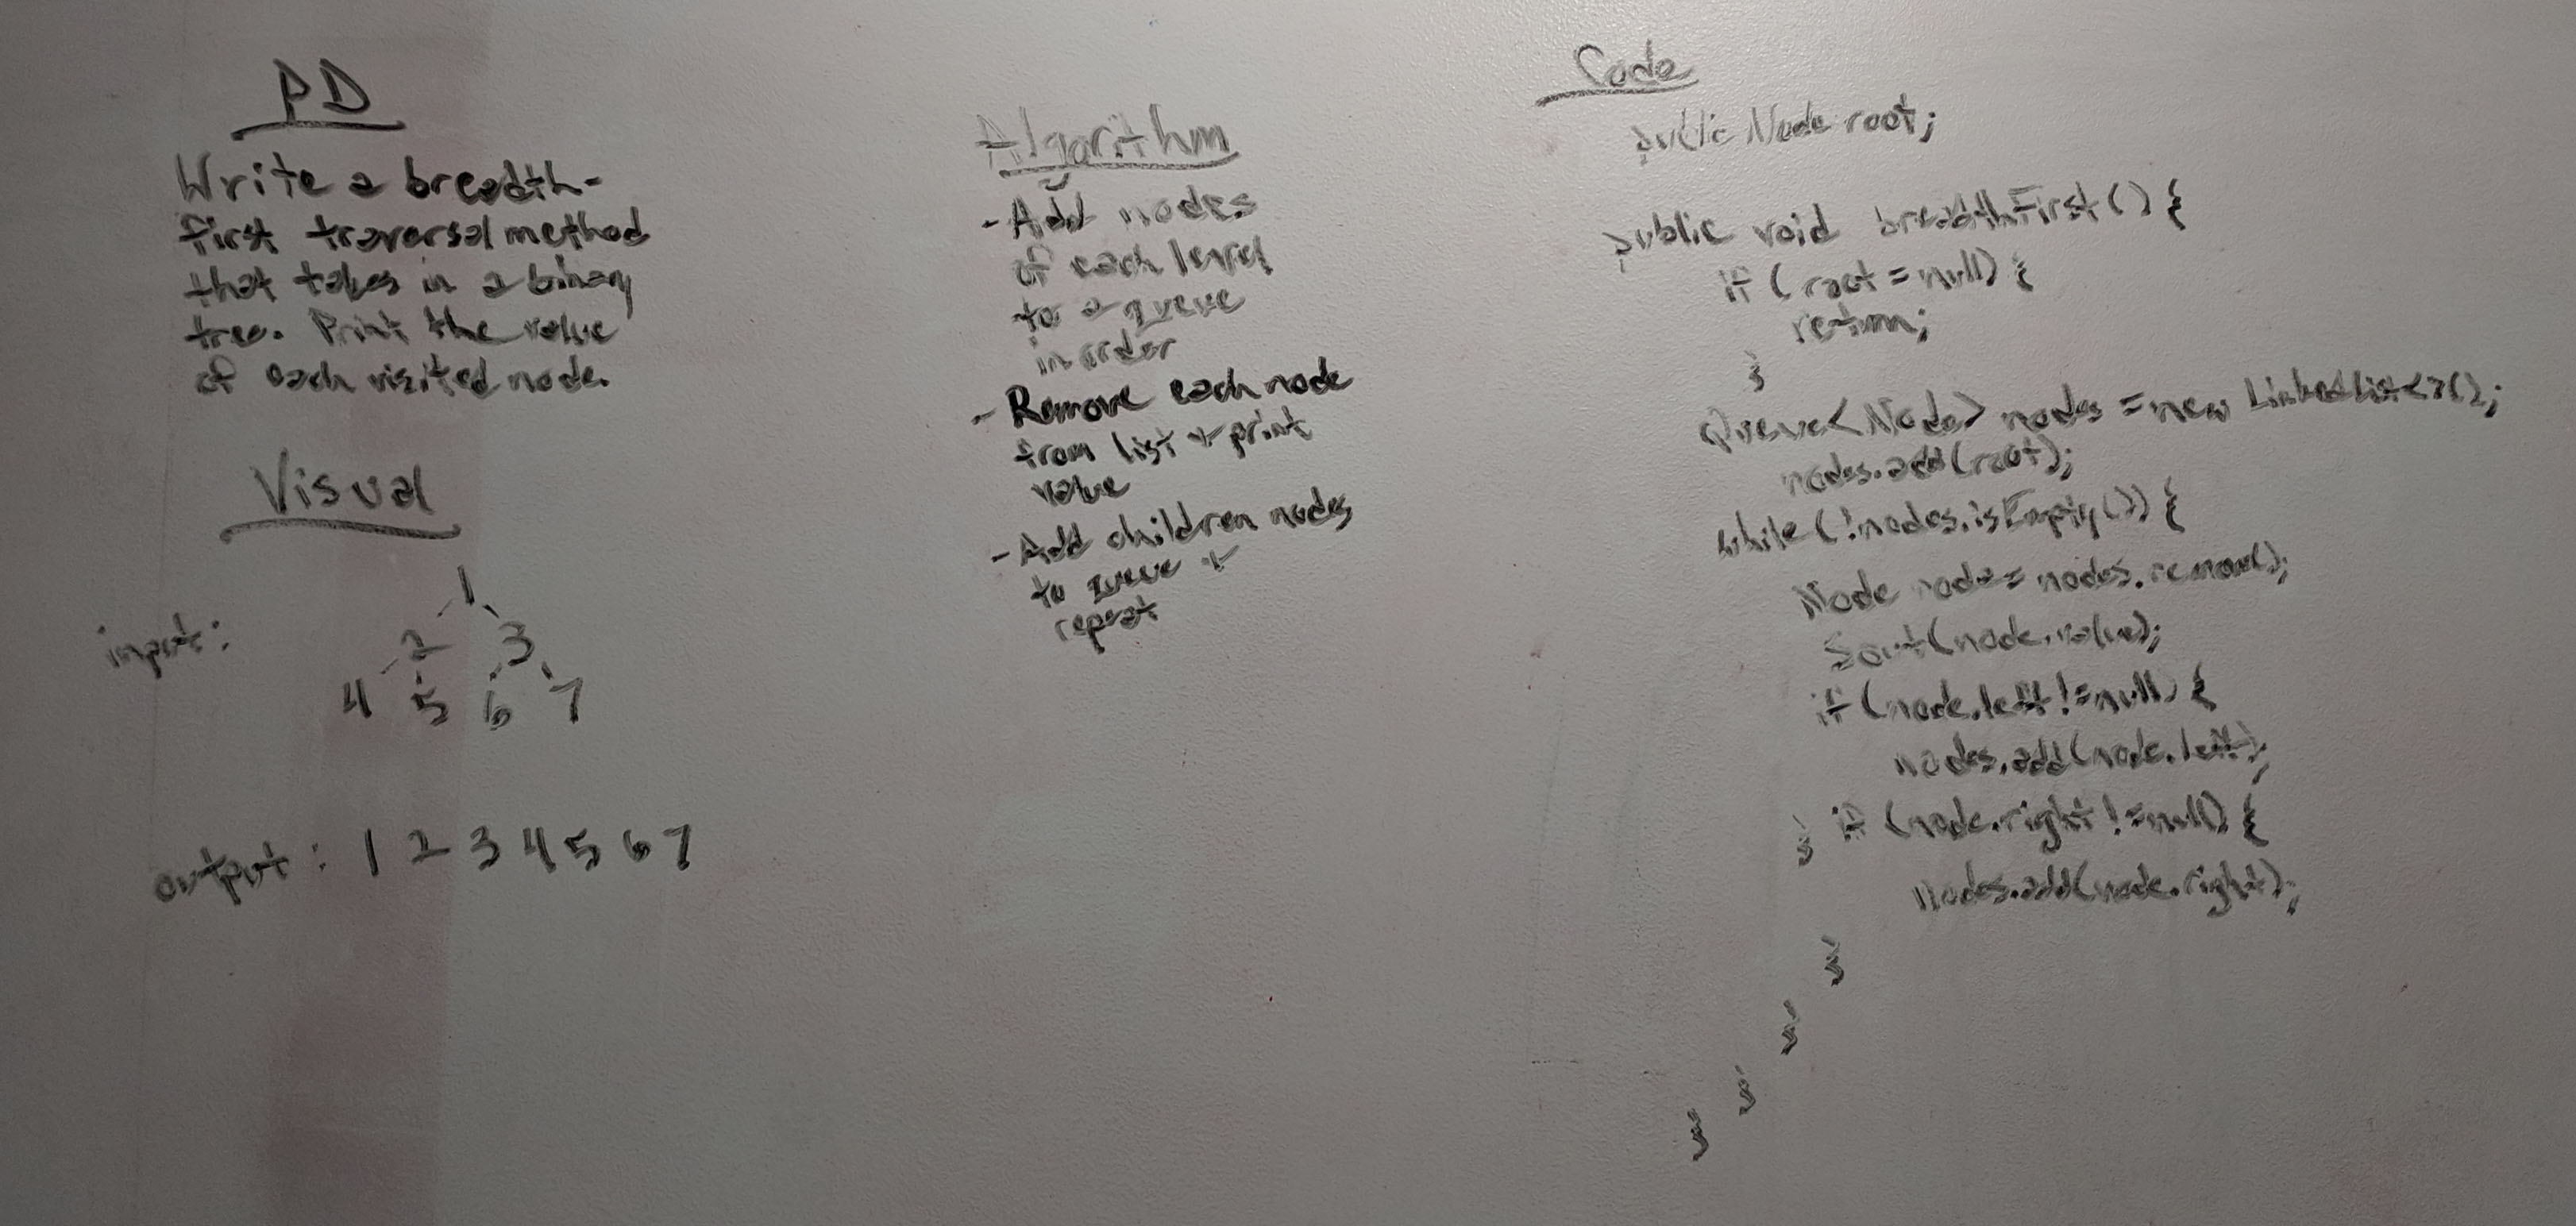 PD
Write a breadth-
first traversal method
that takes in a binary
tree. Print the value
of each visited node.
Visual
input:
1
2 3
4 5 6 7
output: 1 2 3 4 5 6 7
Algorithm
- Add nodes
of each level
to a queue
in order
- Remove each node
from list + print
value
- Add children nodes
to queue +
repeat
Code
public Node root;
public void breadthFirst() {
if (root = null) {
return;
}
Queue<Node> nodes = new LinkedList<>();
nodes.add(root);
while (!nodes.isEmpty()) {
Node node = nodes.remove();
Sout(node.value);
if (node.left != null) {
nodes.add(node.left);
} if (node.right != null) {
nodes.add(node.right);
}
}
}
}